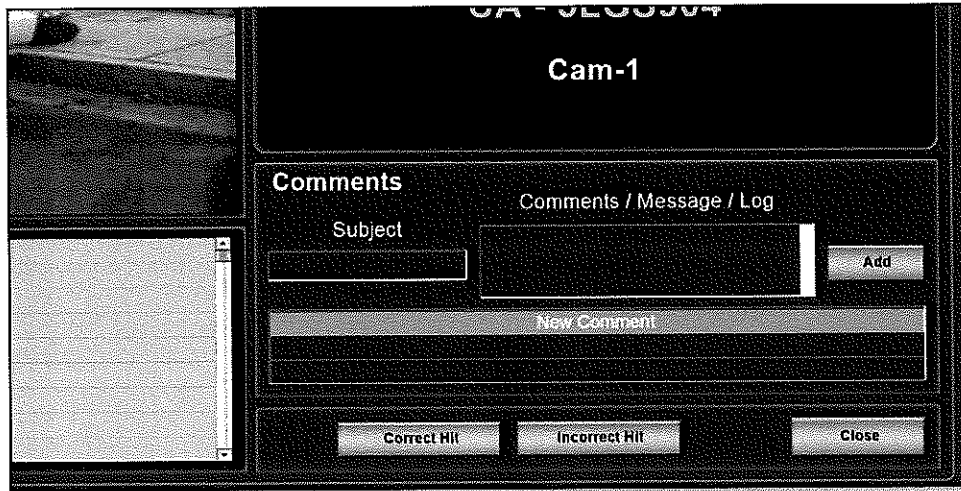 Cam-1
Comments
Comments / Message / Log
Subject
Add
New Comment
Correct Hit
Incorrect Hit
Close